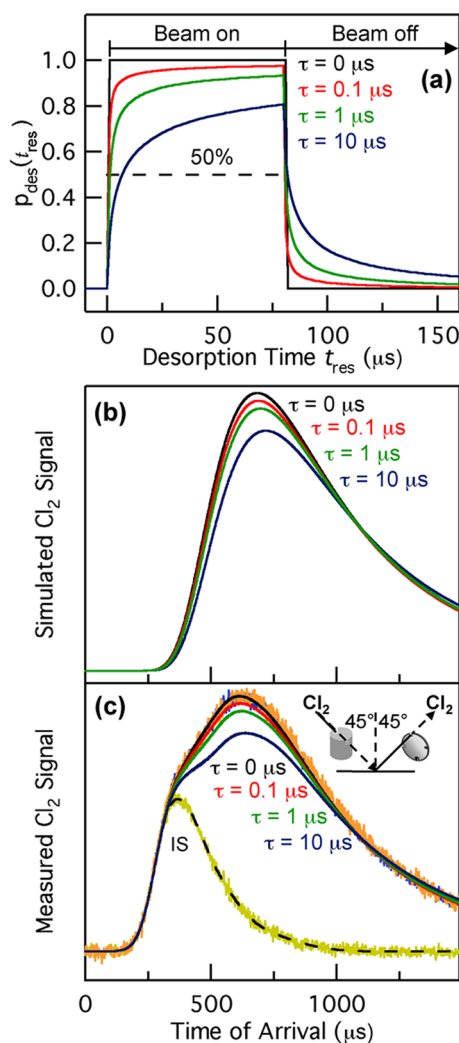 Beam on Beam off
(a)
τ = 0 μs
τ = 0.1 μs
τ = 1 μs
τ = 10 μs
50%
1.0
0.8
0.6
0.4
0.2
0.0
p_des(t_res)
0 50 100 150
Desorption Time t_res (μs)
(b)
τ = 0 μs
τ = 0.1 μs
τ = 1 μs
τ = 10 μs
Simulated Cl₂ Signal
(c)
Cl₂ 45° 45° Cl₂
τ = 0 μs
τ = 0.1 μs
τ = 1 μs
τ = 10 μs
IS
Measured Cl₂ Signal
0 500 1000
Time of Arrival (μs)